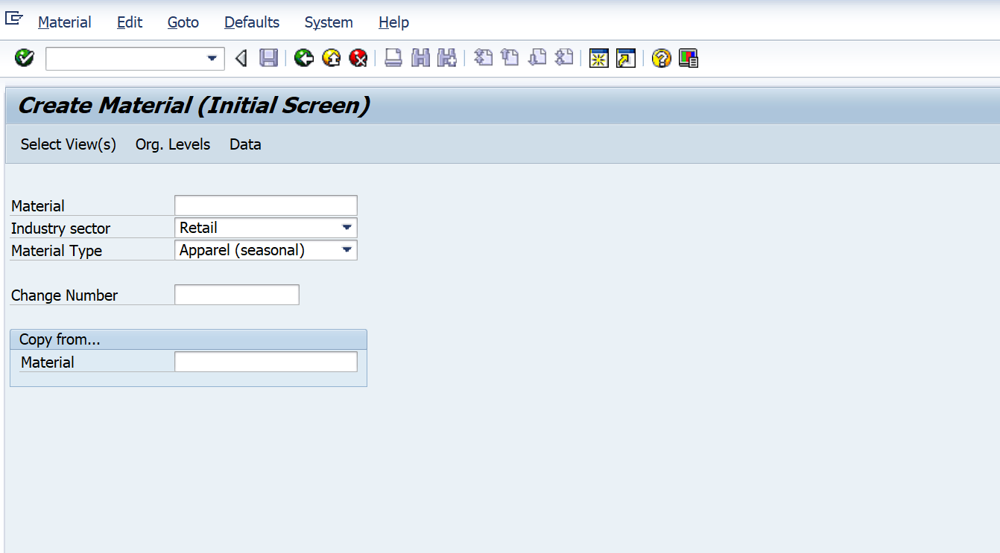 Material Edit Goto Defaults System Help
Create Material (Initial Screen)
Select View(s) Org. Levels Data
Material
Industry sector Retail
Material Type Apparel (seasonal)
Change Number
Copy from...
Material